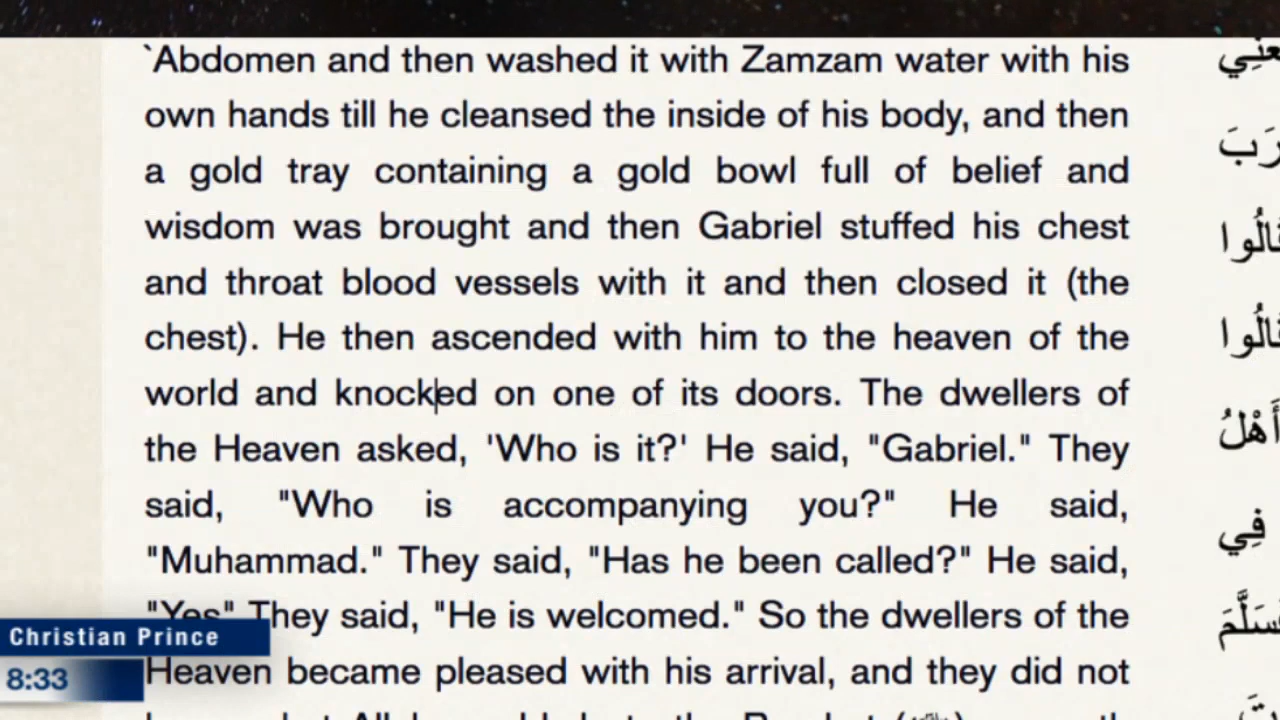 `Abdomen and then washed it with Zamzam water with his
own hands till he cleansed the inside of his body, and then
a gold tray containing a gold bowl full of belief and
wisdom was brought and then Gabriel stuffed his chest
and throat blood vessels with it and then closed it (the
chest). He then ascended with him to the heaven of the
world and knocked on one of its doors. The dwellers of
the Heaven asked, 'Who is it?' He said, "Gabriel." They
said, "Who is accompanying you?" He said,
"Muhammad." They said, "Has he been called?" He said,
"Yes" They said, "He is welcomed." So the dwellers of the
Heaven became pleased with his arrival, and they did not
قَالُوا
قَالُوا
أَهْلُ
فِي
Christian Prince
8:33